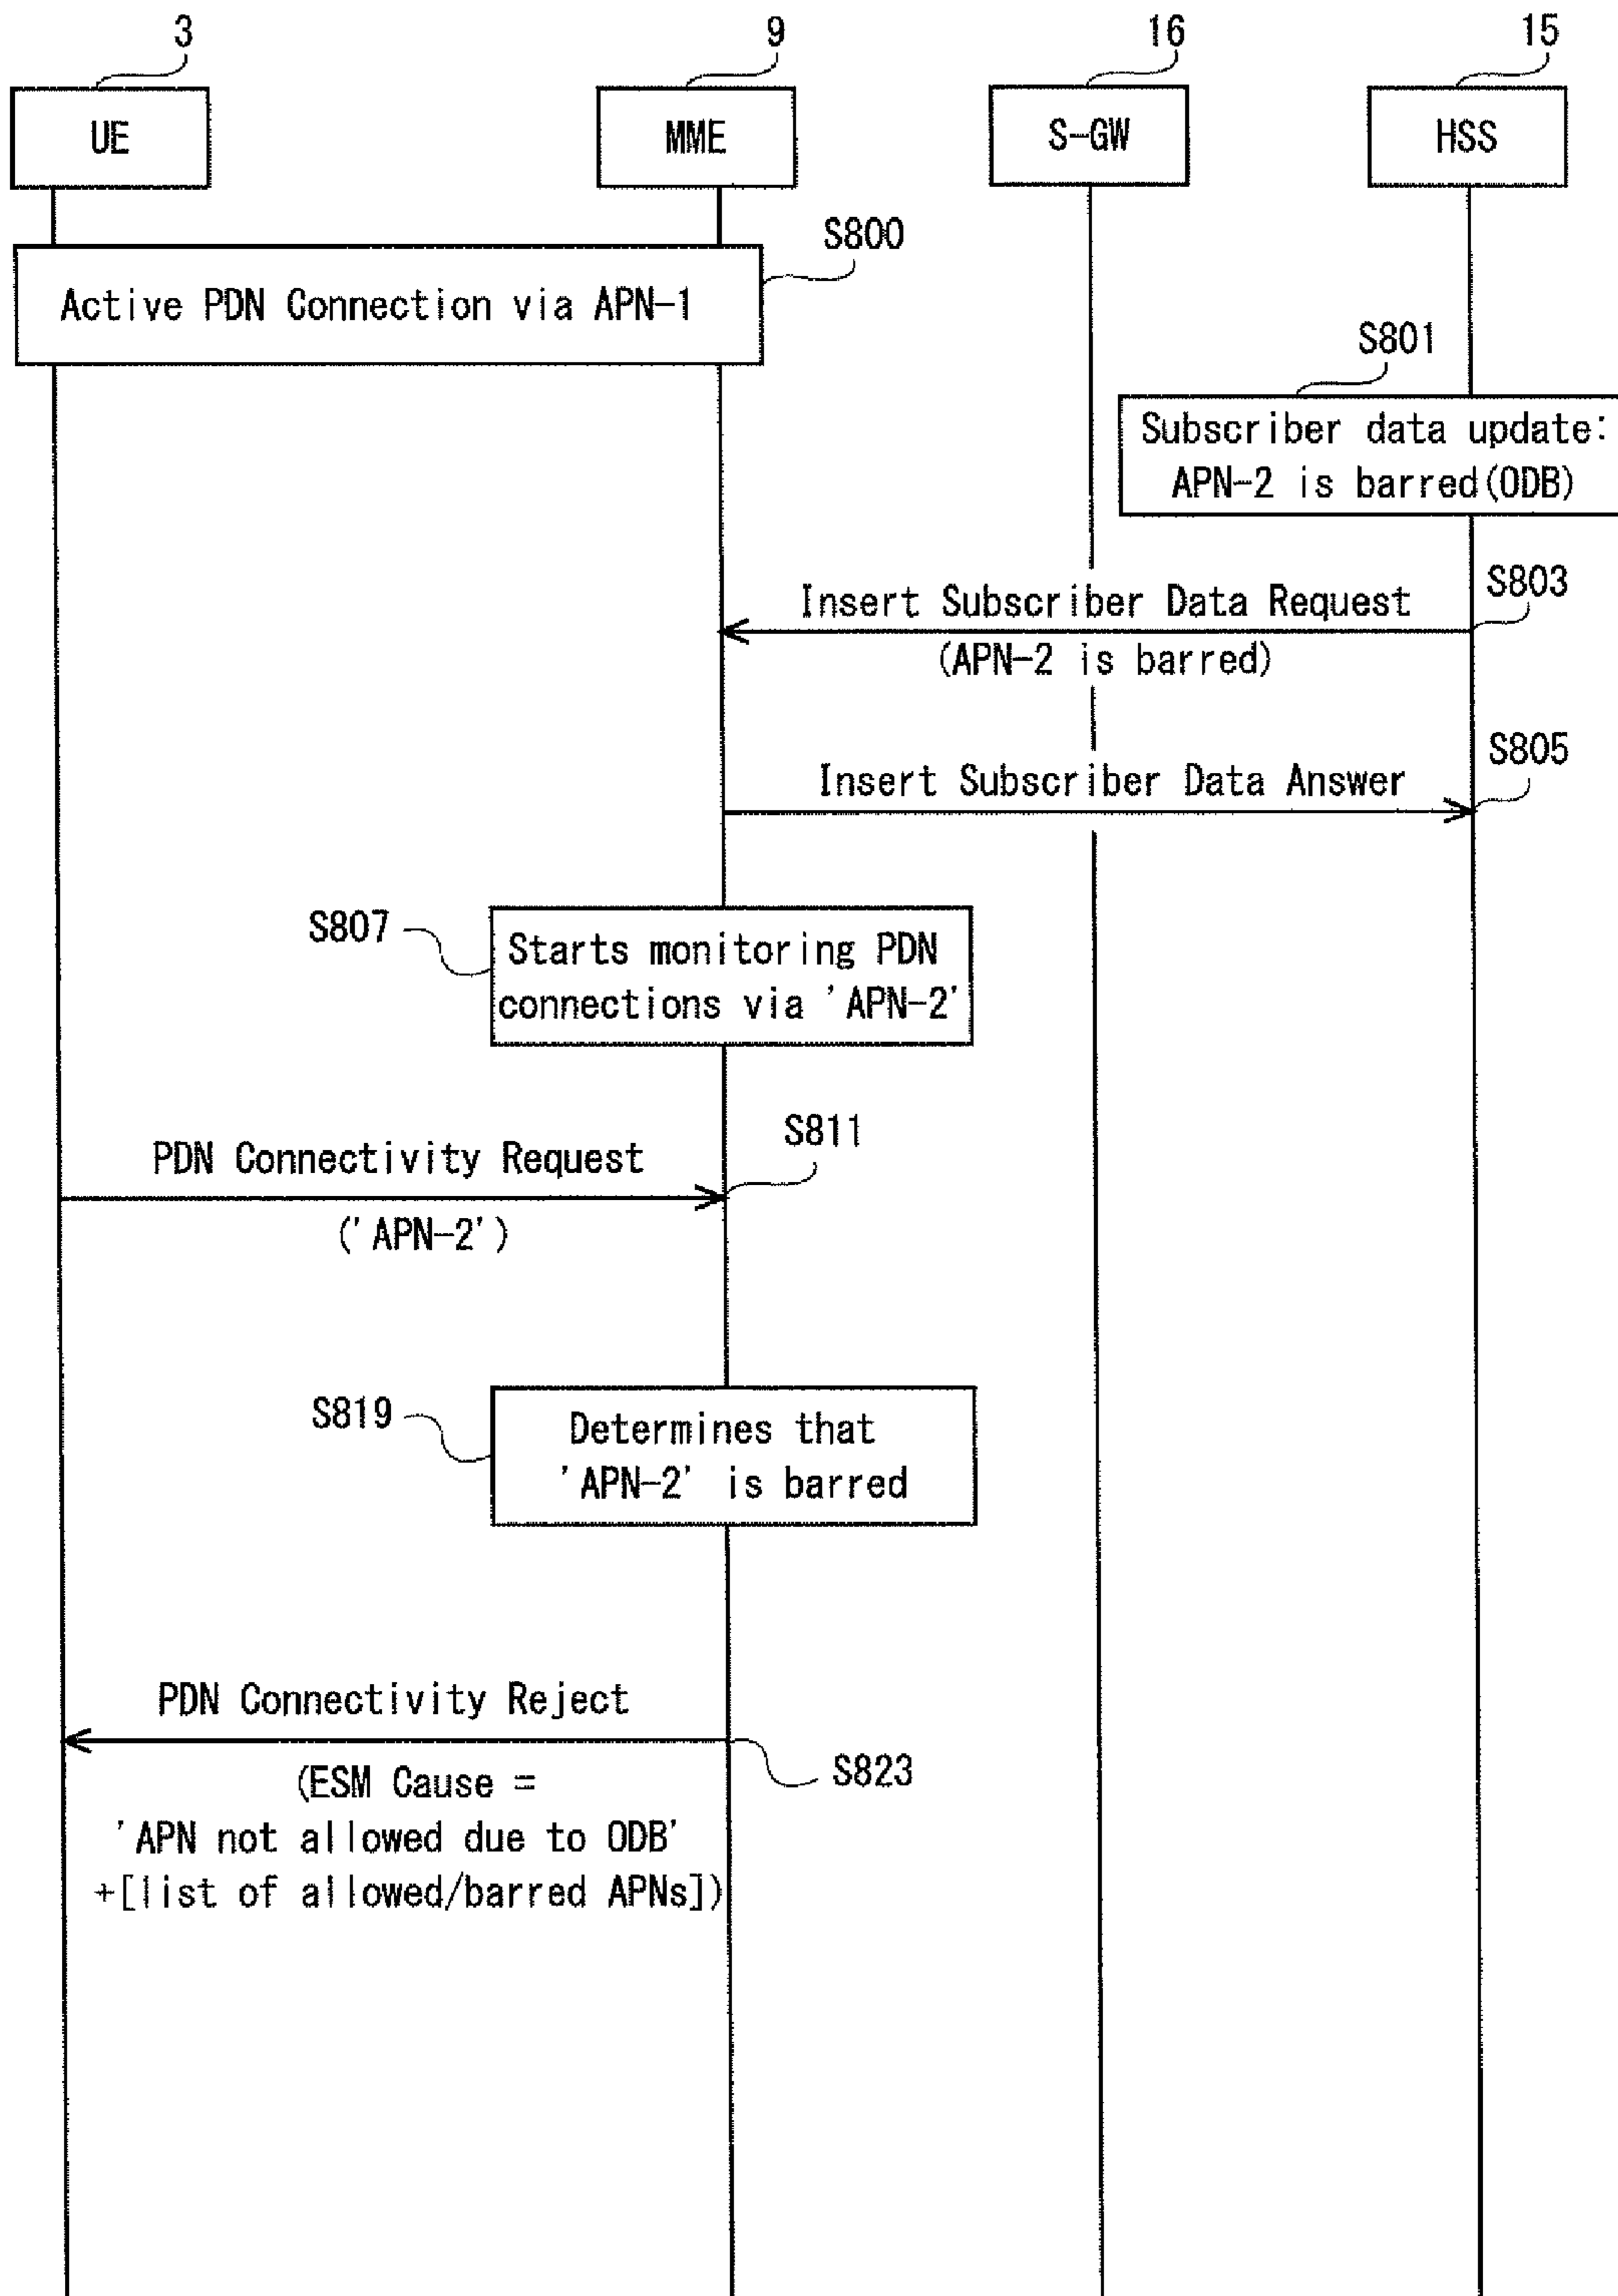 3
9
16
15
UE
MME
S-GW
HSS
S800
Active PDN Connection via APN-1
S801
Subscriber data update:
APN-2 is barred(ODB)
S803
Insert Subscriber Data Request
(APN-2 is barred)
S805
Insert Subscriber Data Answer
S807
Starts monitoring PDN
connections via 'APN-2'
S811
PDN Connectivity Request
('APN-2')
S819
Determines that
'APN-2' is barred
PDN Connectivity Reject
S823
(ESM Cause =
'APN not allowed due to ODB'
+[list of allowed/barred APNs])